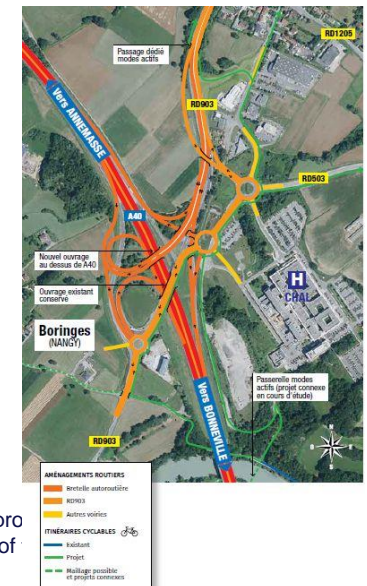 RD1205
Passage dédié
modes actifs
Vers ANNEMASSE
RD903
RD503
A40
Nouvel ouvrage
au dessus de A40
Ouvrage existant
conservé
H
CHAL
Boringes
(NANGY)
Passerelle modes
actifs (projet connexe
en cours d'étude)
Vers BONNEVILLE
RD903
AMÉNAGEMENTS ROUTIERS
Bretelle autoroutière
RD903
Autres voiries
ITINÉRAIRES CYCLABLES
Existant
Projet
Maillage possible
et projets connexes
of